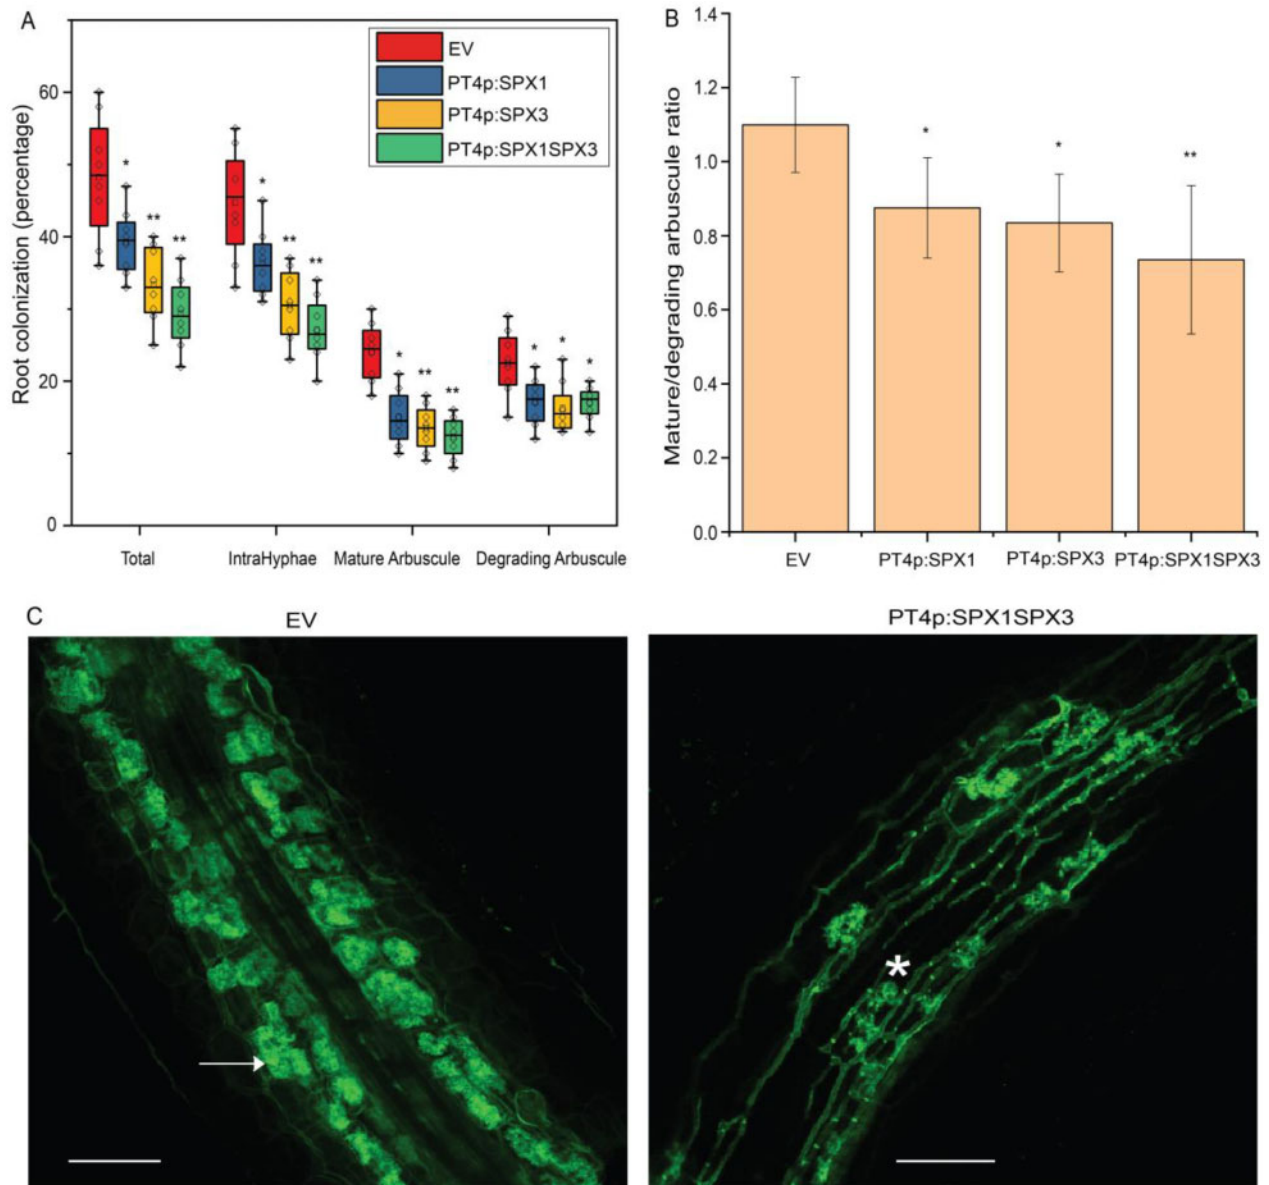 A
Root colonization (percentage)
60
40
20
0
EV
PT4p:SPX1
PT4p:SPX3
PT4p:SPX1SPX3
*
**
**
*
**
**
*
**
**
*
*
*
Total
IntraHyphae
Mature Arbuscule
Degrading Arbuscule
B
Mature/degrading arbuscule ratio
1.4
1.2
1.0
0.8
0.6
0.4
0.2
0.0
*
*
**
EV
PT4p:SPX1
PT4p:SPX3
PT4p:SPX1SPX3
C
EV
PT4p:SPX1SPX3
*